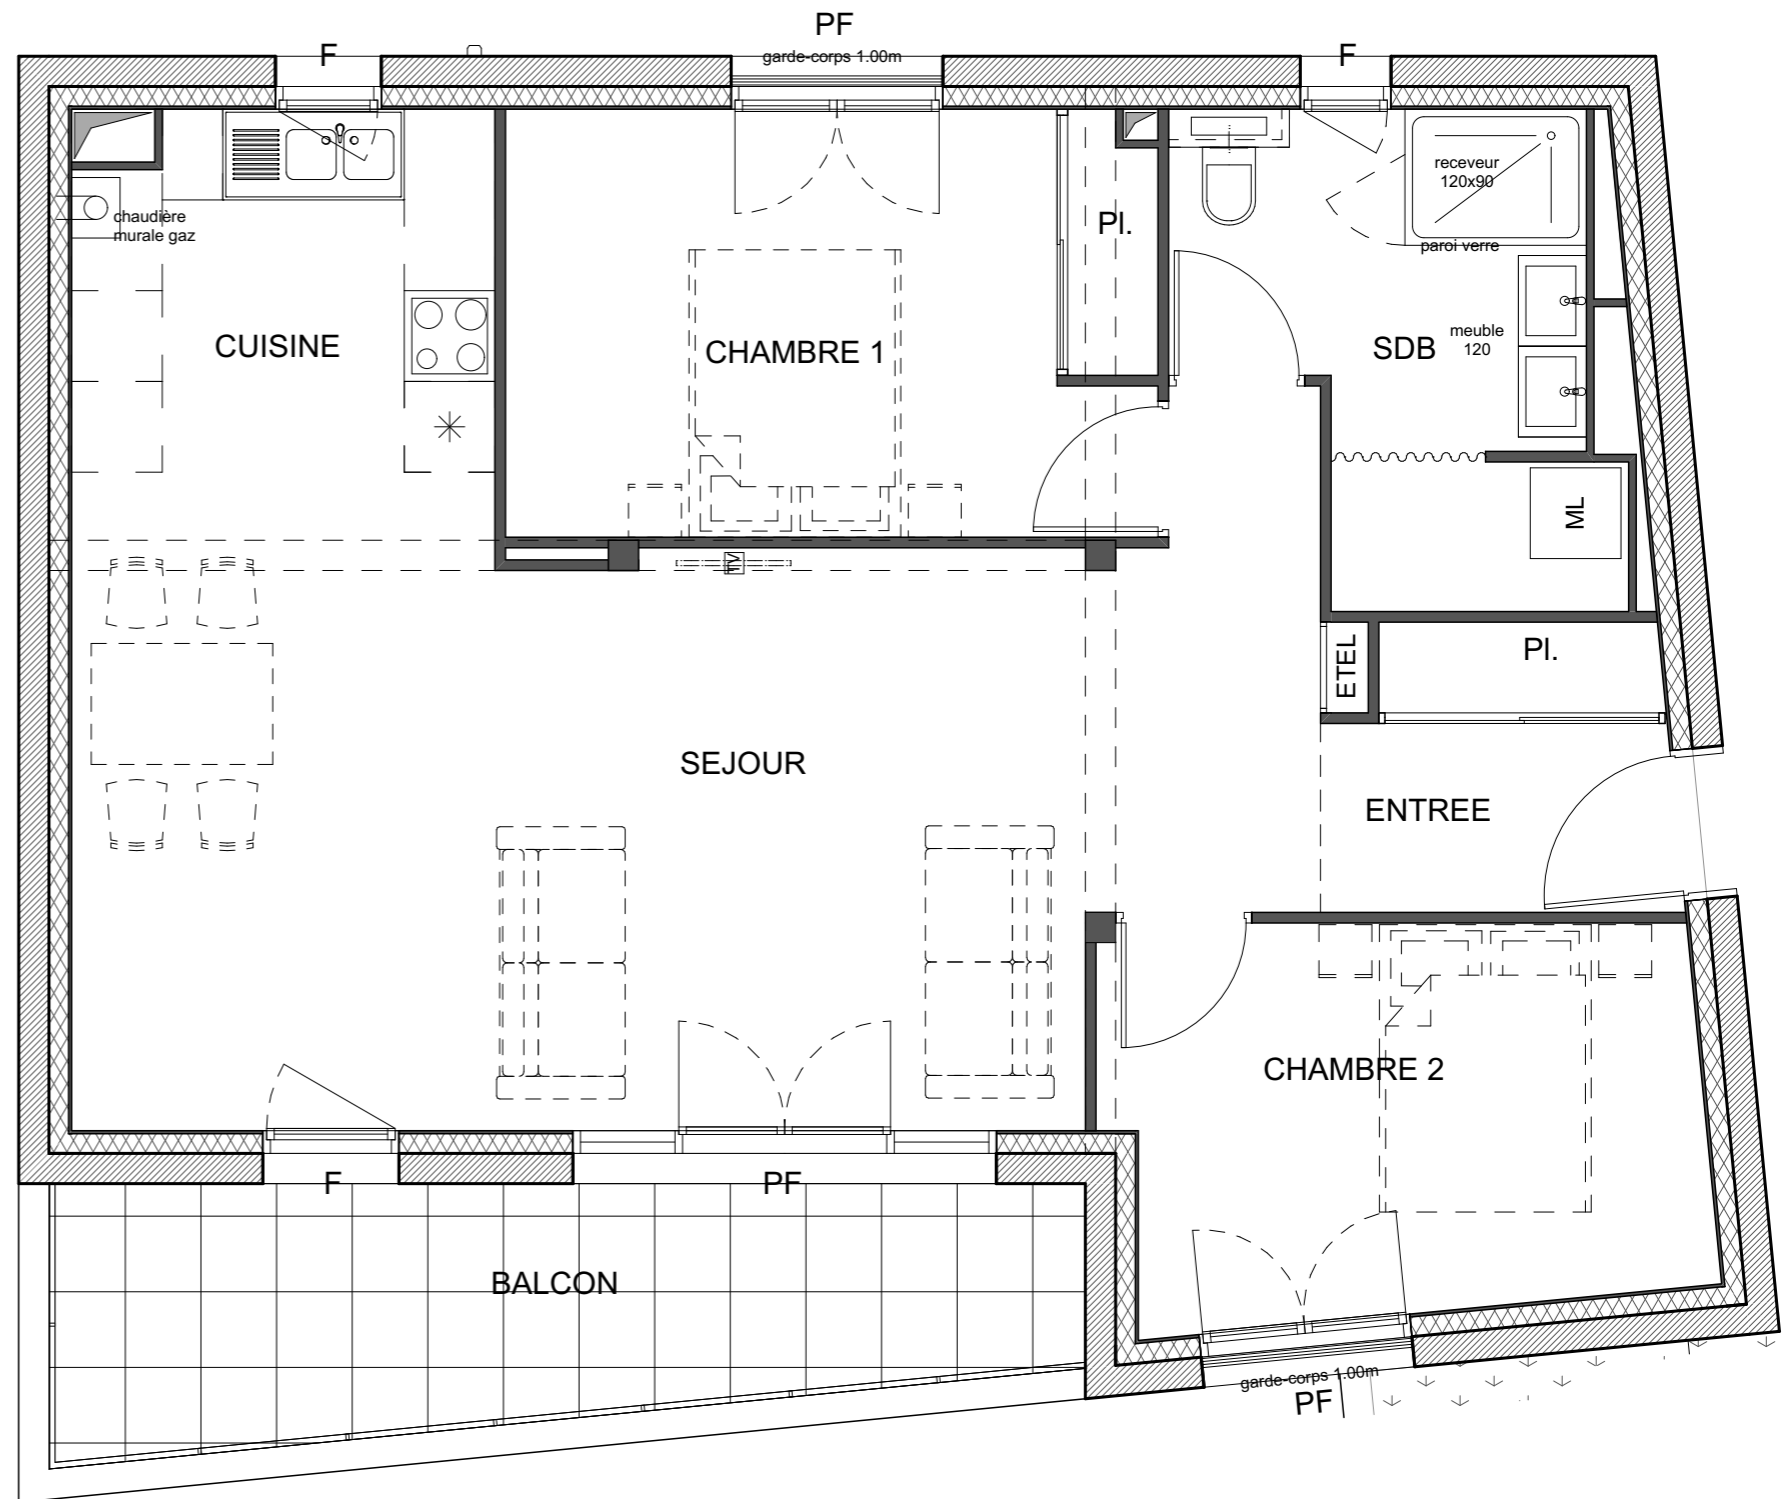 PF
F
garde-corps 1.00m
F
receveur
120x90
chaudière
murale gaz
Pl.
paroi verre
CUISINE
CHAMBRE 1
SDB
meuble
120
ML
TV
ETEL
Pl.
SEJOUR
ENTREE
CHAMBRE 2
F
PF
BALCON
garde-corps 1.00m
PF